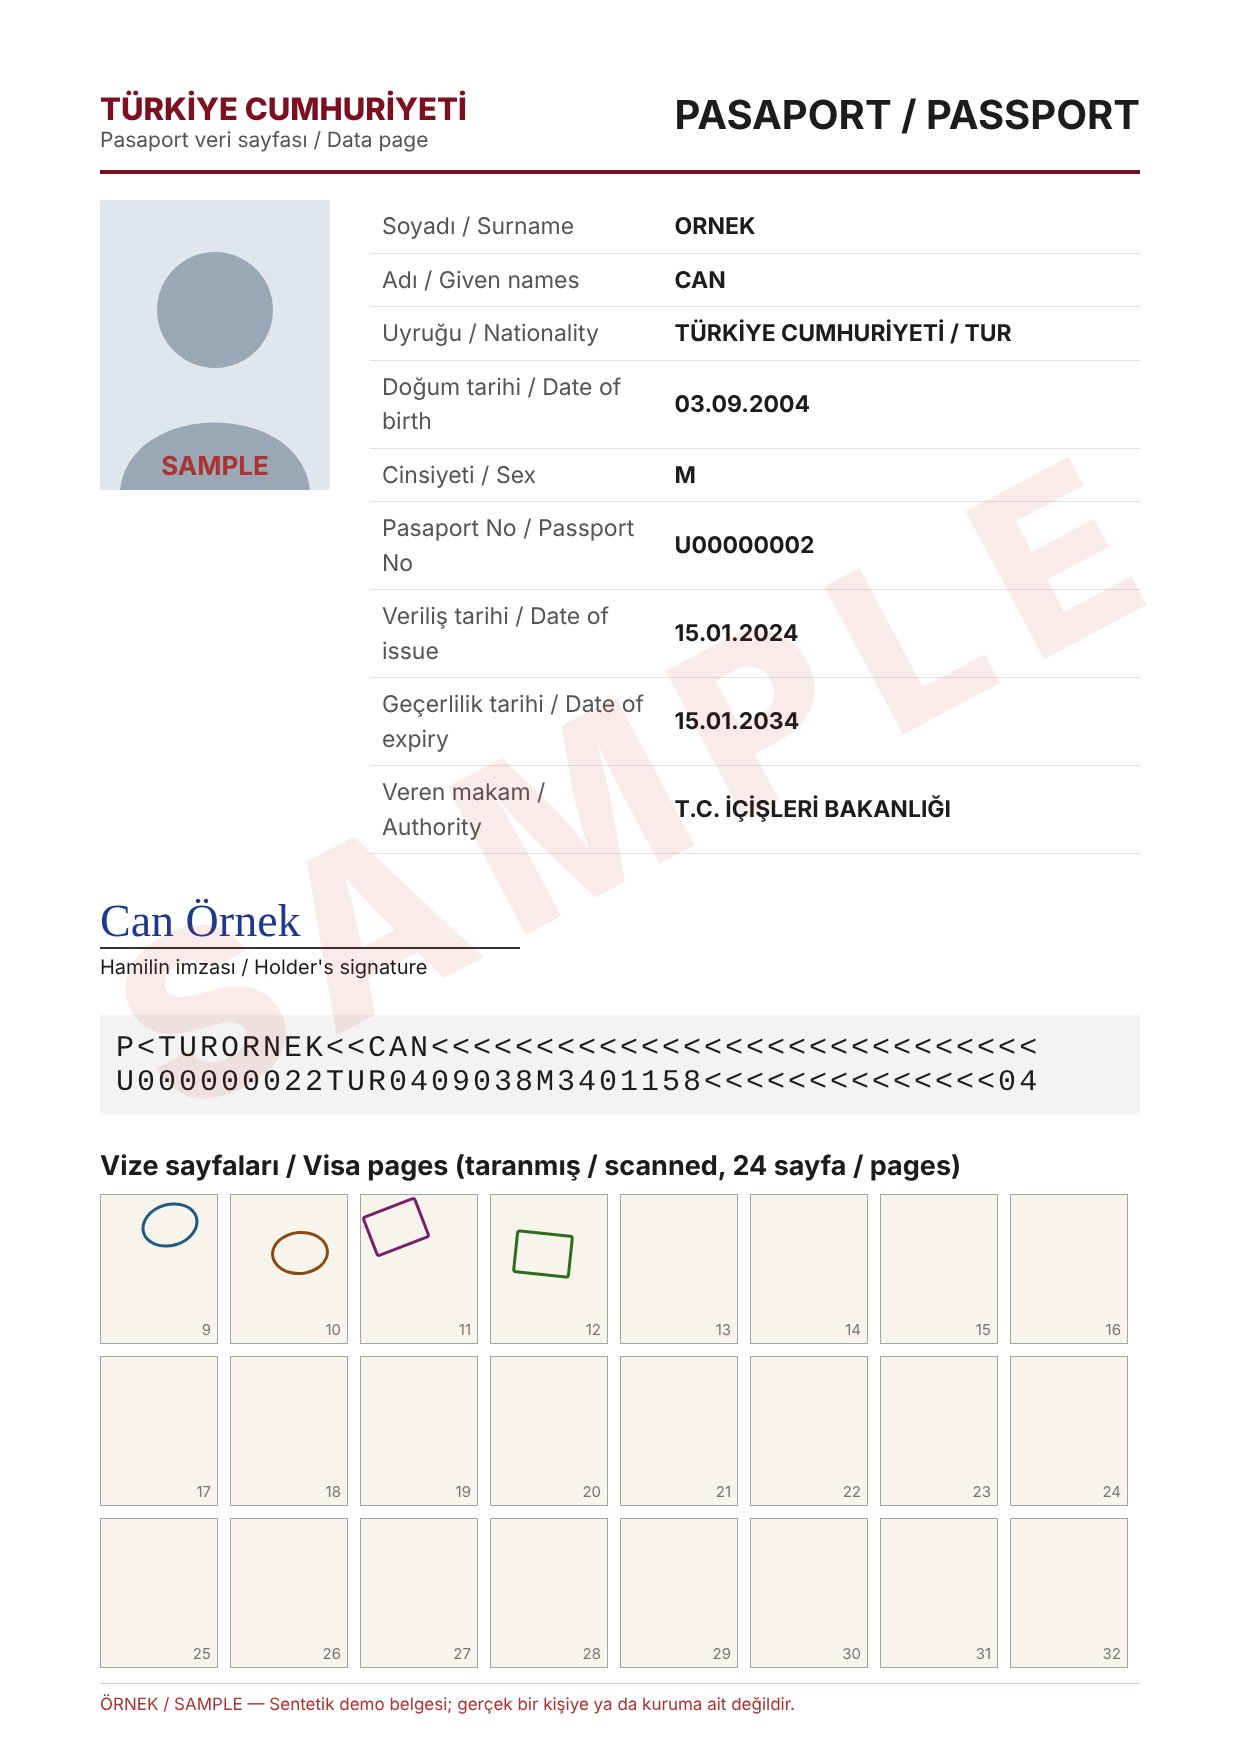 TÜRKİYE CUMHURİYETİ
Pasaport veri sayfası / Data page
PASAPORT / PASSPORT
SAMPLE
Soyadı / Surname ORNEK
Adı / Given names CAN
Uyruğu / Nationality TÜRKİYE CUMHURİYETİ / TUR
Doğum tarihi / Date of
birth
03.09.2004
Cinsiyeti / Sex M
Pasaport No / Passport
No
U00000002
Veriliş tarihi / Date of
issue
15.01.2024
Geçerlilik tarihi / Date of
expiry
15.01.2034
Veren makam /
Authority
T.C. İÇİŞLERİ BAKANLIĞI
SAMPLE
Can Örnek
Hamilin imzası / Holder's signature
P<TURORNEK<<CAN<<<<<<<<<<<<<<<<<<<<<<<<<<<<<
U000000022TUR0409038M3401158<<<<<<<<<<<<<<04
Vize sayfaları / Visa pages (taranmış / scanned, 24 sayfa / pages)
9 10 11 12 13 14 15 16
17 18 19 20 21 22 23 24
25 26 27 28 29 30 31 32
ÖRNEK / SAMPLE — Sentetik demo belgesi; gerçek bir kişiye ya da kuruma ait değildir.